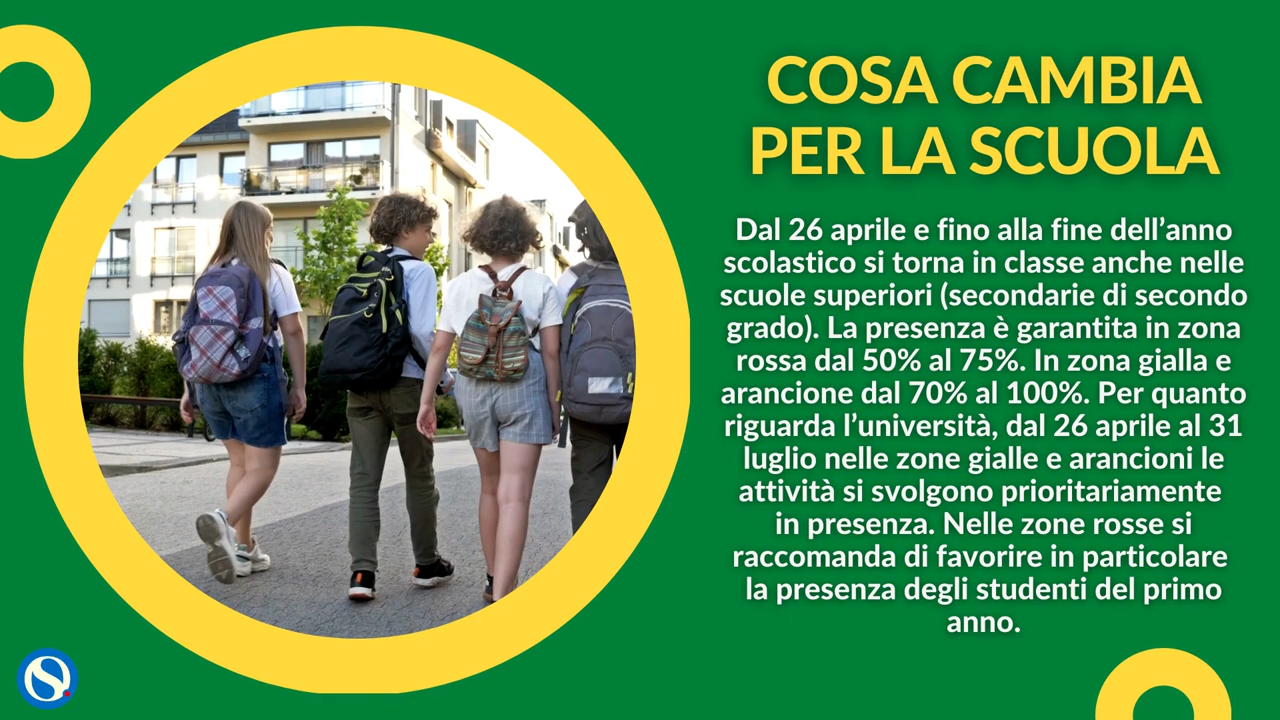 COSA CAMBIA
PER LA SCUOLA
Dal 26 aprile e fino alla fine dell’anno
scolastico si torna in classe anche nelle
scuole superiori (secondarie di secondo
grado). La presenza è garantita in zona
rossa dal 50% al 75%. In zona gialla e
arancione dal 70% al 100%. Per quanto
riguarda l’università, dal 26 aprile al 31
luglio nelle zone gialle e arancioni le
attività si svolgono prioritariamente
in presenza. Nelle zone rosse si
raccomanda di favorire in particolare
la presenza degli studenti del primo
anno.
S.